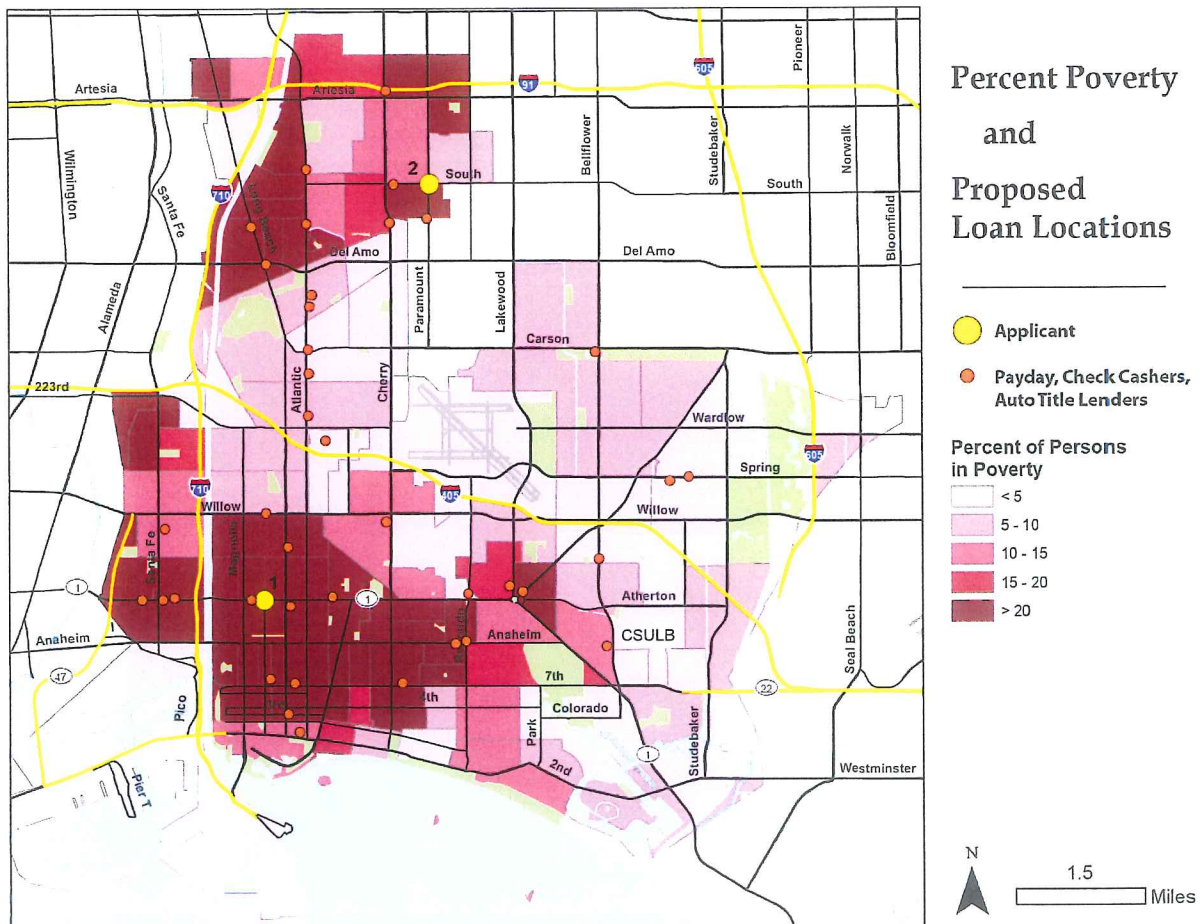 Percent Poverty
and
Proposed
Loan Locations
Applicant
Payday, Check Cashers,
Auto Title Lenders
Percent of Persons
in Poverty
< 5
5 - 10
10 - 15
15 - 20
> 20
N
1.5
Miles
Pioneer
605
91
Artesia
Artesia
Wilmington
Santa Fe
Bellflower
Studebaker
Norwalk
2
South
South
710
Long Beach
Bloomfield
Del Amo
Del Amo
Alameda
Paramount
Lakewood
Carson
223rd
Atlantic
Cherry
Wardlow
605
Spring
710
405
Willow
Willow
Santa Fe
Magnolia
1
1
1
Atherton
Anaheim
Anaheim
CSULB
Seal Beach
47
7th
22
4th
Colorado
Pico
Park
Studebaker
1
2nd
Westminster
Pier T